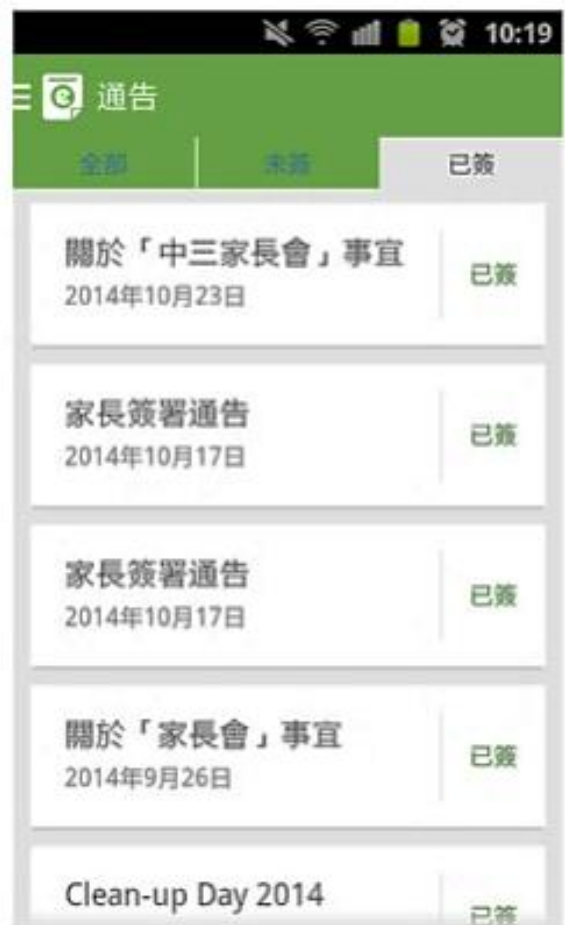 10:19
通告
全部 未簽 已簽
關於「中三家長會」事宜
2014年10月23日
已簽
家長簽署通告
2014年10月17日
已簽
家長簽署通告
2014年10月17日
已簽
關於「家長會」事宜
2014年9月26日
已簽
Clean-up Day 2014
已簽